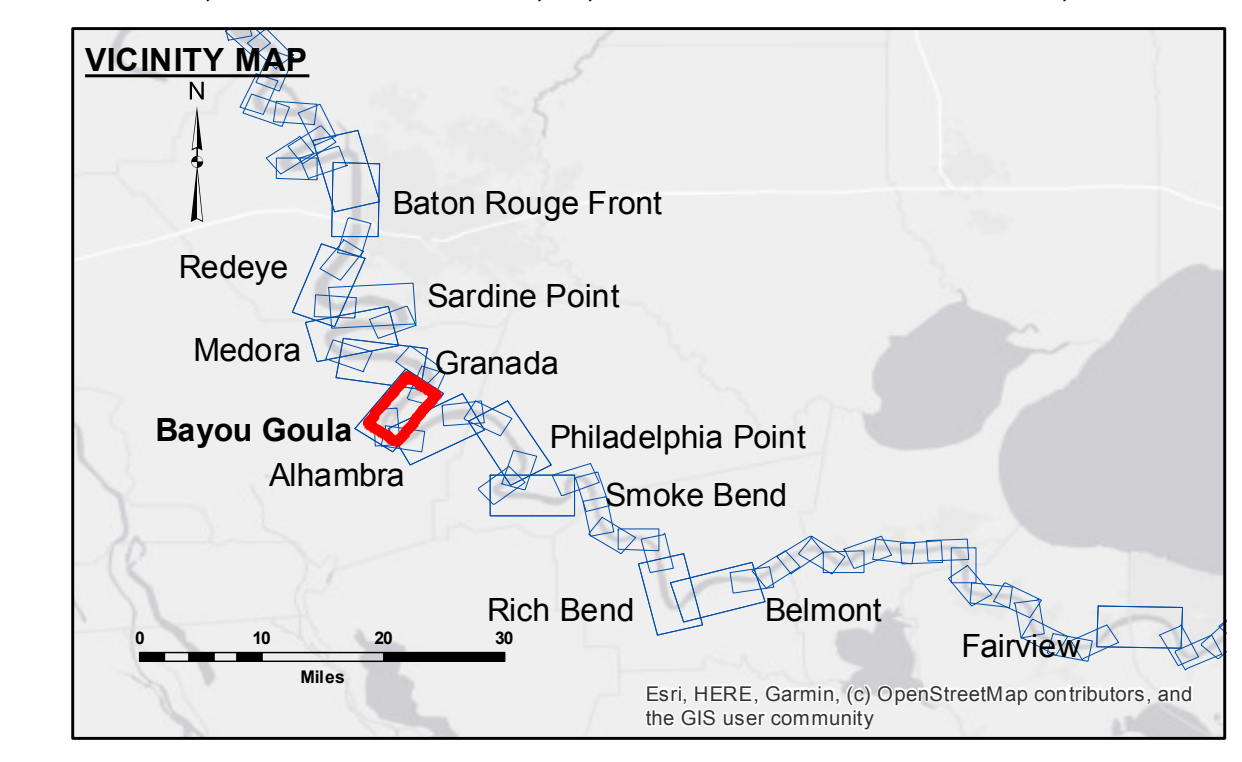 VICINITY MAP
N
Baton Rouge Front
Redeye
Sardine Point
Medora
Granada
Bayou Goula
Philadelphia Point
Alhambra
Smoke Bend
Rich Bend
Belmont
Fairview
0 10 20 30
Miles
Esri, HERE, Garmin, (c) OpenStreetMap contributors, and
the GIS user community